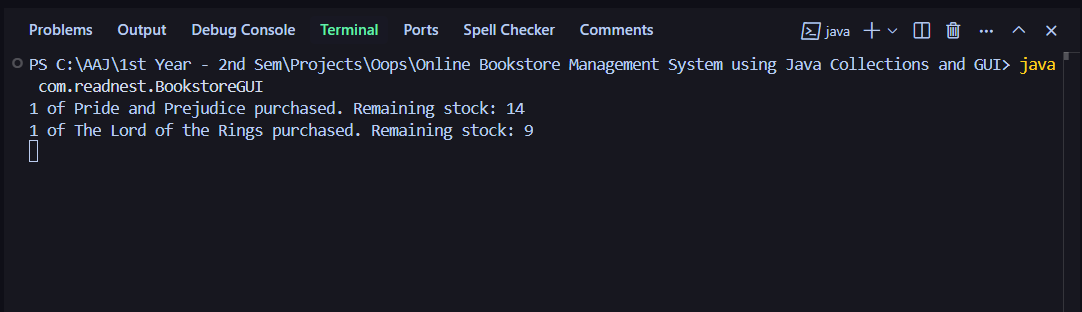 Problems Output Debug Console Terminal Ports Spell Checker Comments java
PS C:\AAJ\1st Year - 2nd Sem\Projects\Oops\Online Bookstore Management System using Java Collections and GUI> java
com.readnest.BookstoreGUI
1 of Pride and Prejudice purchased. Remaining stock: 14
1 of The Lord of the Rings purchased. Remaining stock: 9